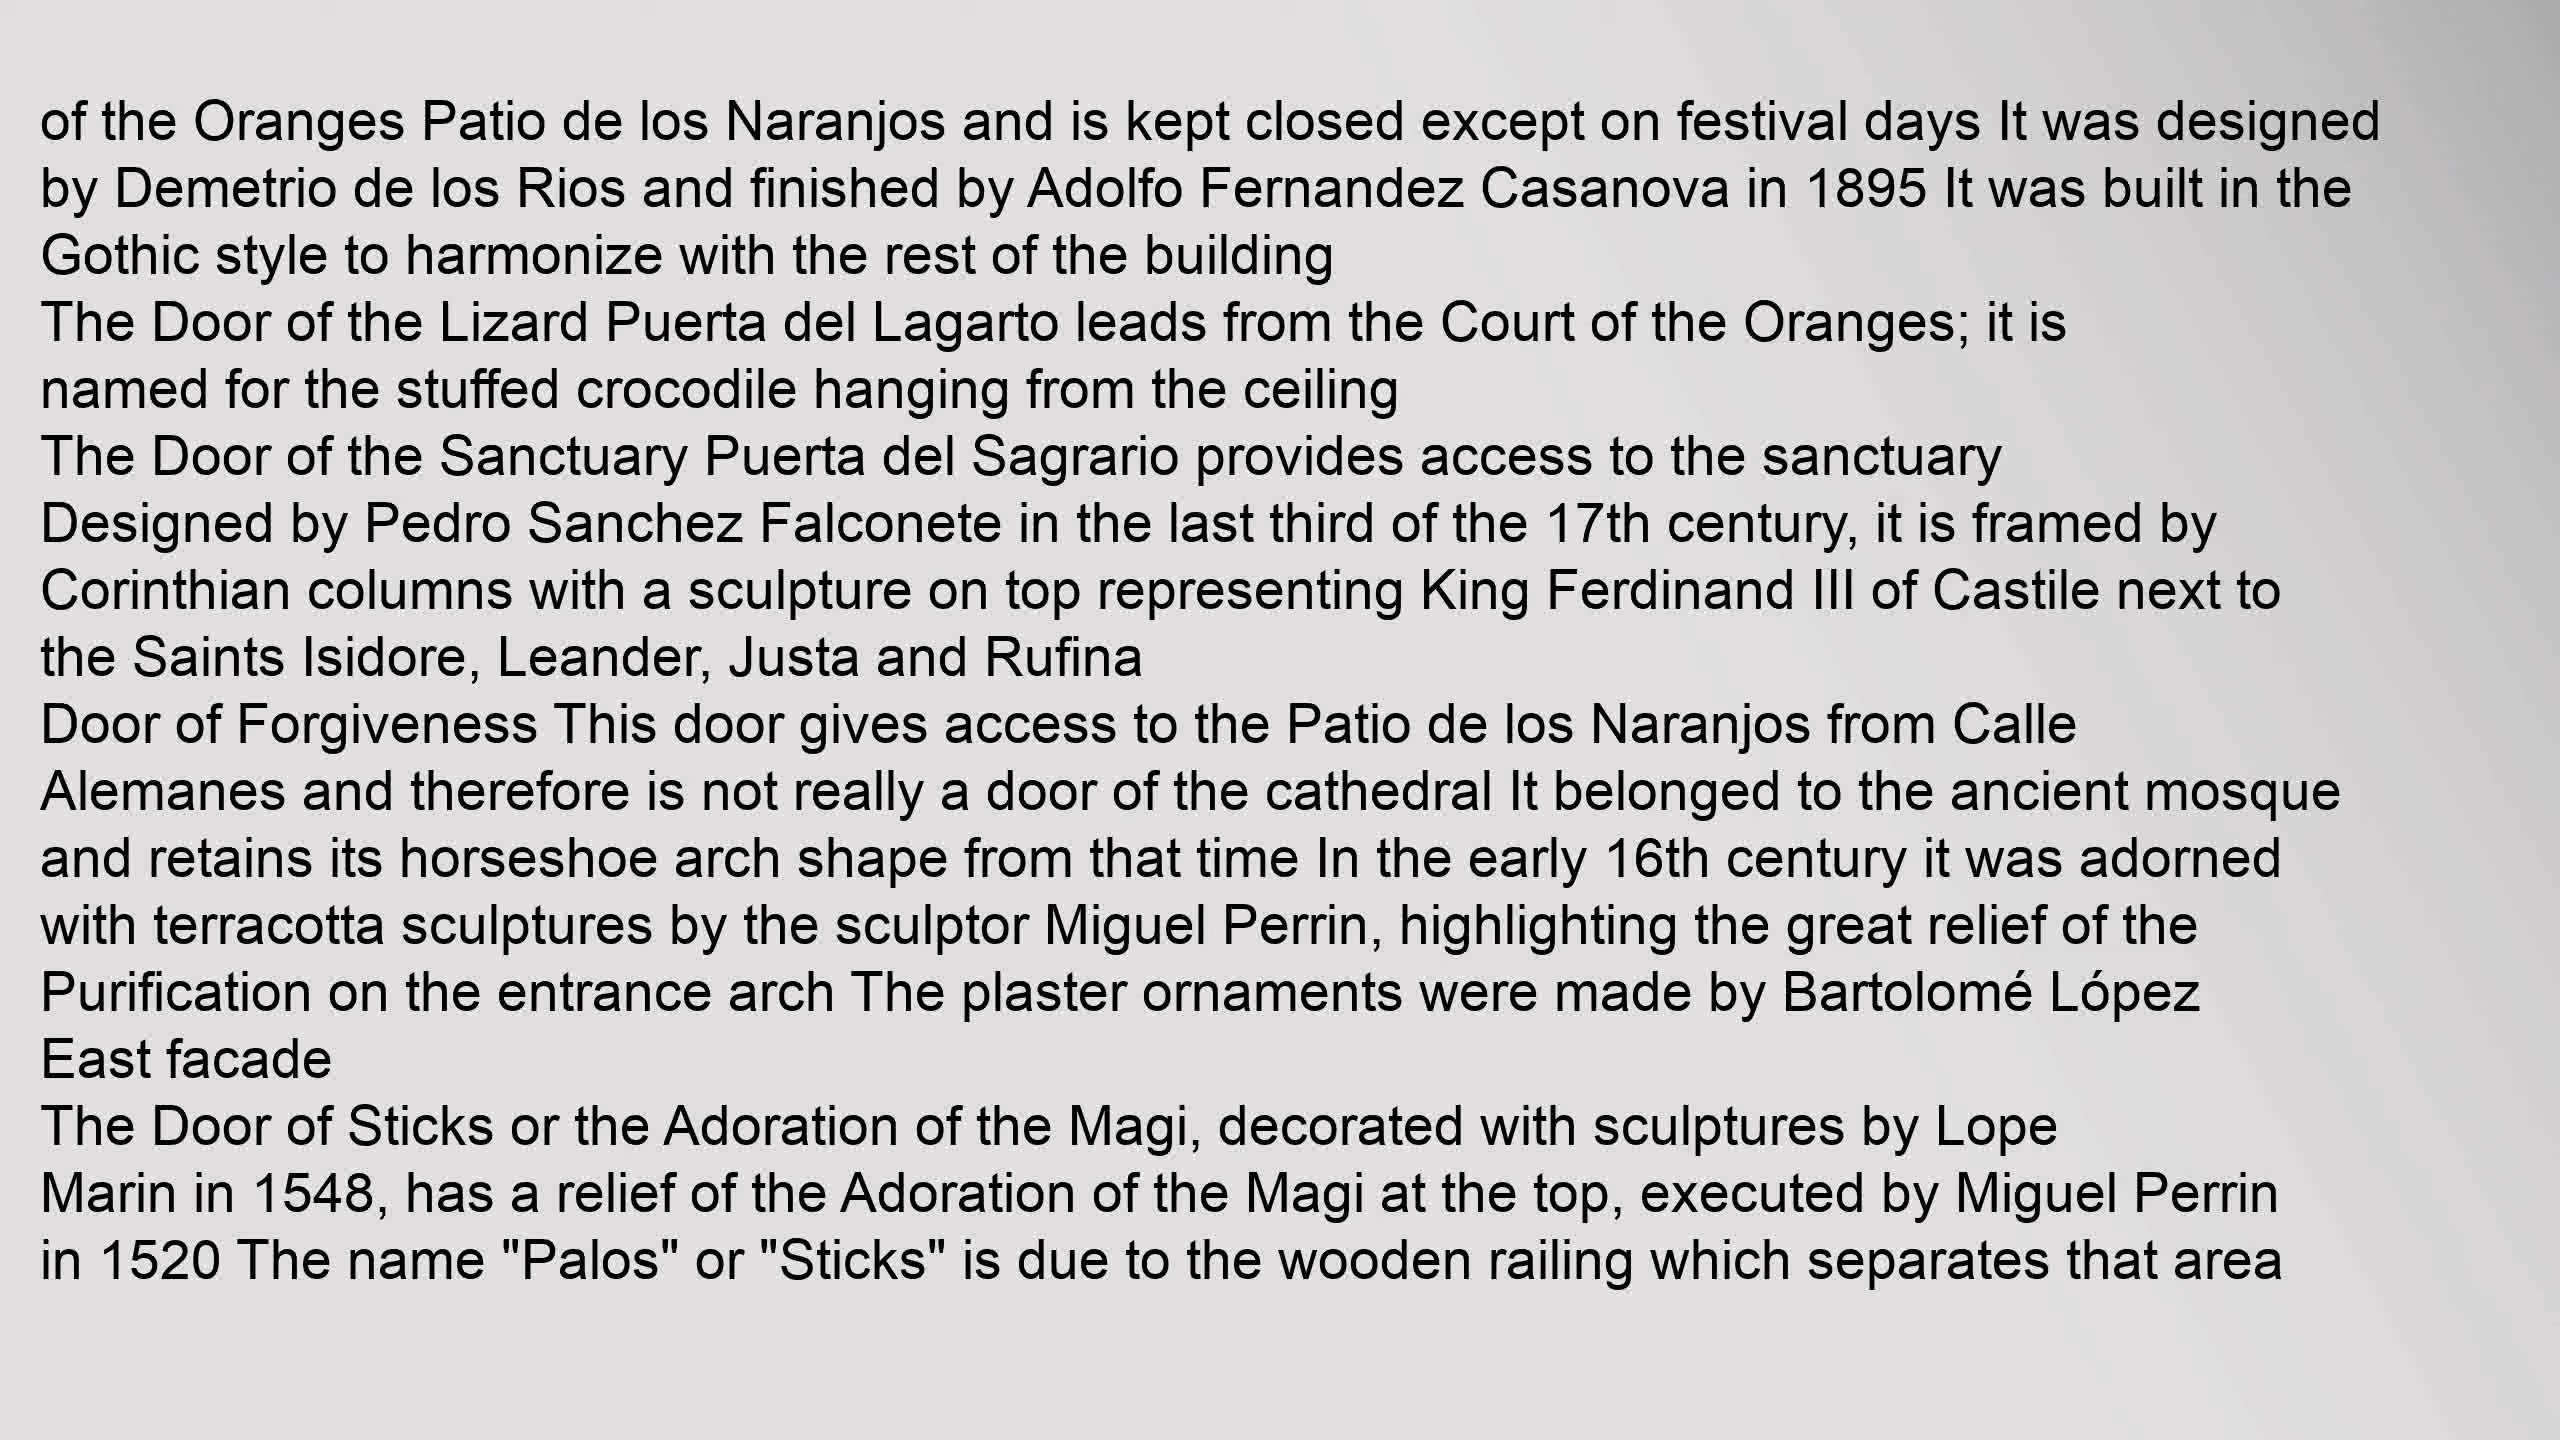 of the Oranges Patio de los Naranjos and is kept closed except on festival days It was designed
by Demetrio de los Rios and finished by Adolfo Fernandez Casanova in 1895 It was built in the
Gothic style to harmonize with the rest of the building
The Door of the Lizard Puerta del Lagarto leads from the Court of the Oranges; it is
named for the stuffed crocodile hanging from the ceiling
The Door of the Sanctuary Puerta del Sagrario provides access to the sanctuary
Designed by Pedro Sanchez Falconete in the last third of the 17th century, it is framed by
Corinthian columns with a sculpture on top representing King Ferdinand III of Castile next to
the Saints Isidore, Leander, Justa and Rufina
Door of Forgiveness This door gives access to the Patio de los Naranjos from Calle
Alemanes and therefore is not really a door of the cathedral It belonged to the ancient mosque
and retains its horseshoe arch shape from that time In the early 16th century it was adorned
with terracotta sculptures by the sculptor Miguel Perrin, highlighting the great relief of the
Purification on the entrance arch The plaster ornaments were made by Bartolomé López
East facade
The Door of Sticks or the Adoration of the Magi, decorated with sculptures by Lope
Marin in 1548, has a relief of the Adoration of the Magi at the top, executed by Miguel Perrin
in 1520 The name "Palos" or "Sticks" is due to the wooden railing which separates that area